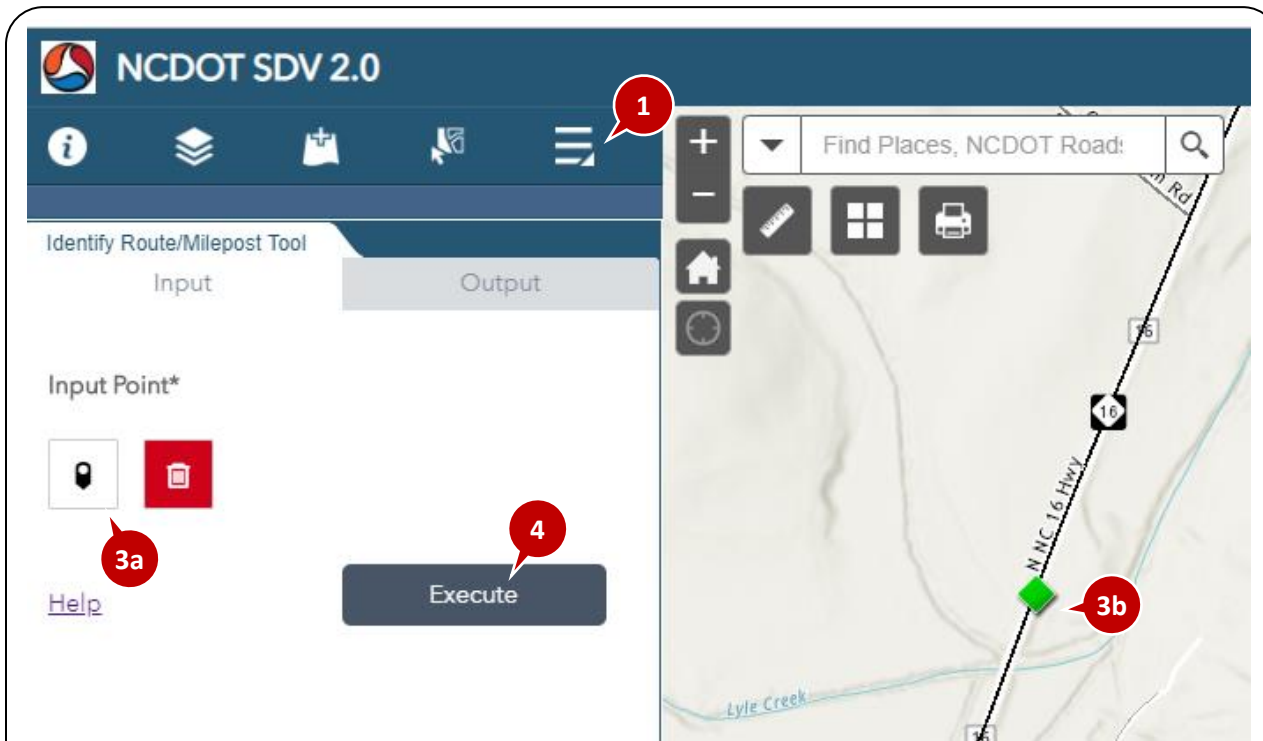 NCDOT SDV 2.0
1
Find Places, NCDOT Roads
Rd
Identify Route/Milepost Tool
Input
Output
16
Input Point*
16
N NC 16 Hwy
3a
4
Help
Execute
3b
Lyle Creek
16